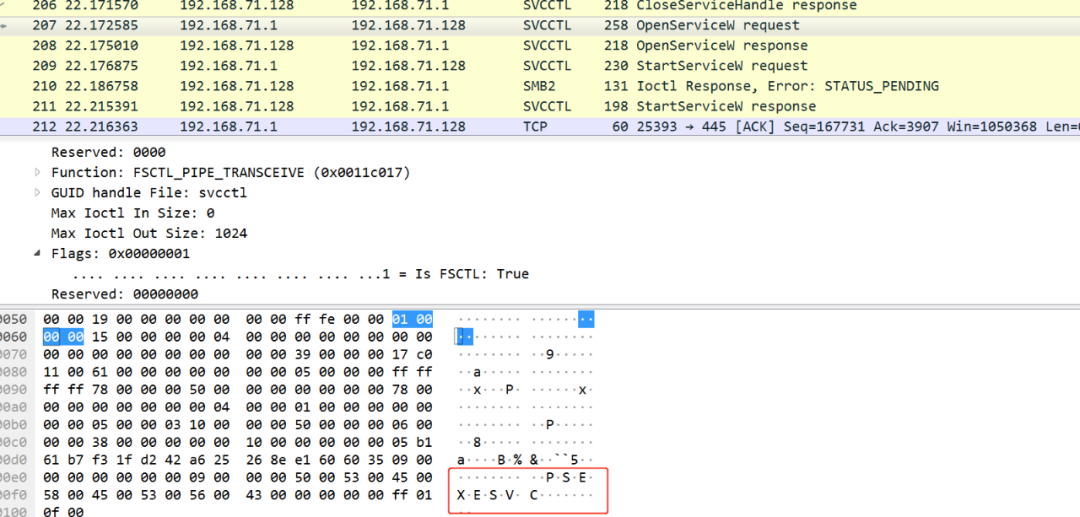 206 22.171570 192.168.71.128 192.168.71.1 SVCCTL 218 CloseServiceHandle response
207 22.172585 192.168.71.1 192.168.71.128 SVCCTL 258 OpenServiceW request
208 22.175010 192.168.71.128 192.168.71.1 SVCCTL 218 OpenServiceW response
209 22.176875 192.168.71.1 192.168.71.128 SVCCTL 230 StartServiceW request
210 22.186758 192.168.71.128 192.168.71.1 SMB2 131 Ioctl Response, Error: STATUS_PENDING
211 22.215391 192.168.71.128 192.168.71.1 SVCCTL 198 StartServiceW response
212 22.216363 192.168.71.1 192.168.71.128 TCP 60 25393 → 445 [ACK] Seq=167731 Ack=3907 Win=1050368 Len=
Reserved: 0000
Function: FSCTL_PIPE_TRANSCEIVE (0x0011c017)
GUID handle File: svcctl
Max Ioctl In Size: 0
Max Ioctl Out Size: 1024
Flags: 0x00000001
.... .... .... .... .... .... .... ...1 = Is FSCTL: True
Reserved: 00000000
0050 00 00 19 00 00 00 00 00 00 00 ff fe 00 00 01 00 ········ ········
0060 00 00 15 00 00 00 00 04 00 00 00 00 00 00 00 00 ········ ········
0070 00 00 00 00 00 00 00 00 00 00 39 00 00 00 17 c0 ········ ··9·····
0080 11 00 61 00 00 00 00 00 00 00 05 00 00 00 ff ff ··a····· ········
0090 ff ff 78 00 00 00 50 00 00 00 00 00 00 00 78 00 ··x···P· ······x·
00a0 00 00 00 00 00 00 00 04 00 00 01 00 00 00 00 00 ········ ········
00b0 00 00 05 00 00 03 10 00 00 00 50 00 00 00 06 00 ········ ··P·····
00c0 00 00 38 00 00 00 00 00 10 00 00 00 00 00 05 b1 ··8····· ········
00d0 61 b7 f3 1f d2 42 a6 25 26 8e e1 60 60 35 09 00 a····B·% &··``5··
00e0 00 00 00 00 00 00 09 00 00 00 50 00 53 00 45 00 ········ ··P·S·E·
00f0 58 00 45 00 53 00 56 00 43 00 00 00 00 00 ff 01 X·E·S·V· C·······
0100 0f 00 ··